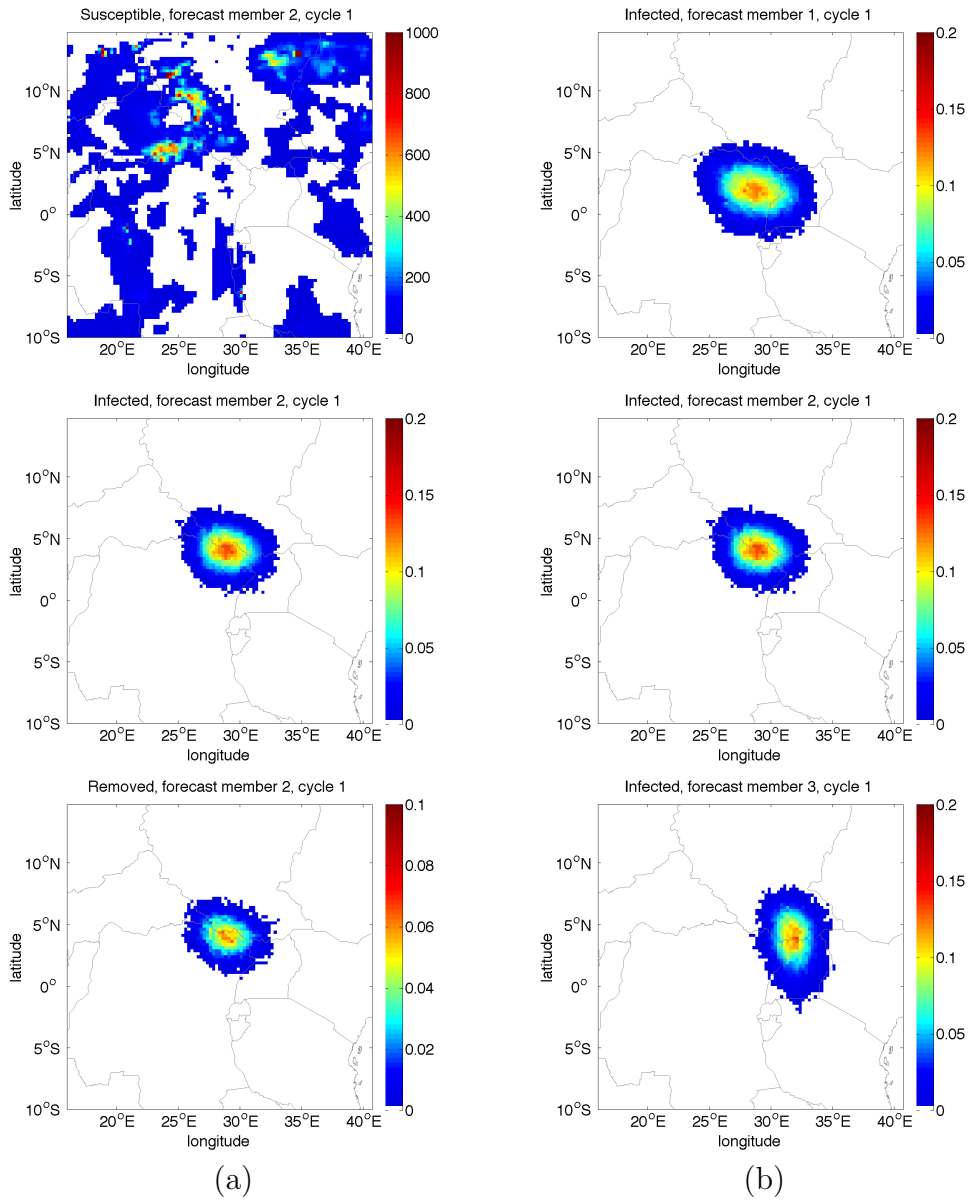 Susceptible, forecast member 2, cycle 1
1000
800
600
400
200
0
10°N
5°N
0°
5°S
10°S
latitude
20°E 25°E 30°E 35°E 40°E
longitude
Infected, forecast member 1, cycle 1
0.2
0.15
0.1
0.05
0
10°N
5°N
0°
5°S
10°S
latitude
20°E 25°E 30°E 35°E 40°E
longitude
Infected, forecast member 2, cycle 1
0.2
0.15
0.1
0.05
0
10°N
5°N
0°
5°S
10°S
latitude
20°E 25°E 30°E 35°E 40°E
longitude
Infected, forecast member 2, cycle 1
0.2
0.15
0.1
0.05
0
10°N
5°N
0°
5°S
10°S
latitude
20°E 25°E 30°E 35°E 40°E
longitude
Removed, forecast member 2, cycle 1
0.1
0.08
0.06
0.04
0.02
0
10°N
5°N
0°
5°S
10°S
latitude
20°E 25°E 30°E 35°E 40°E
longitude
Infected, forecast member 3, cycle 1
0.2
0.15
0.1
0.05
0
10°N
5°N
0°
5°S
10°S
latitude
20°E 25°E 30°E 35°E 40°E
longitude
(a)
(b)